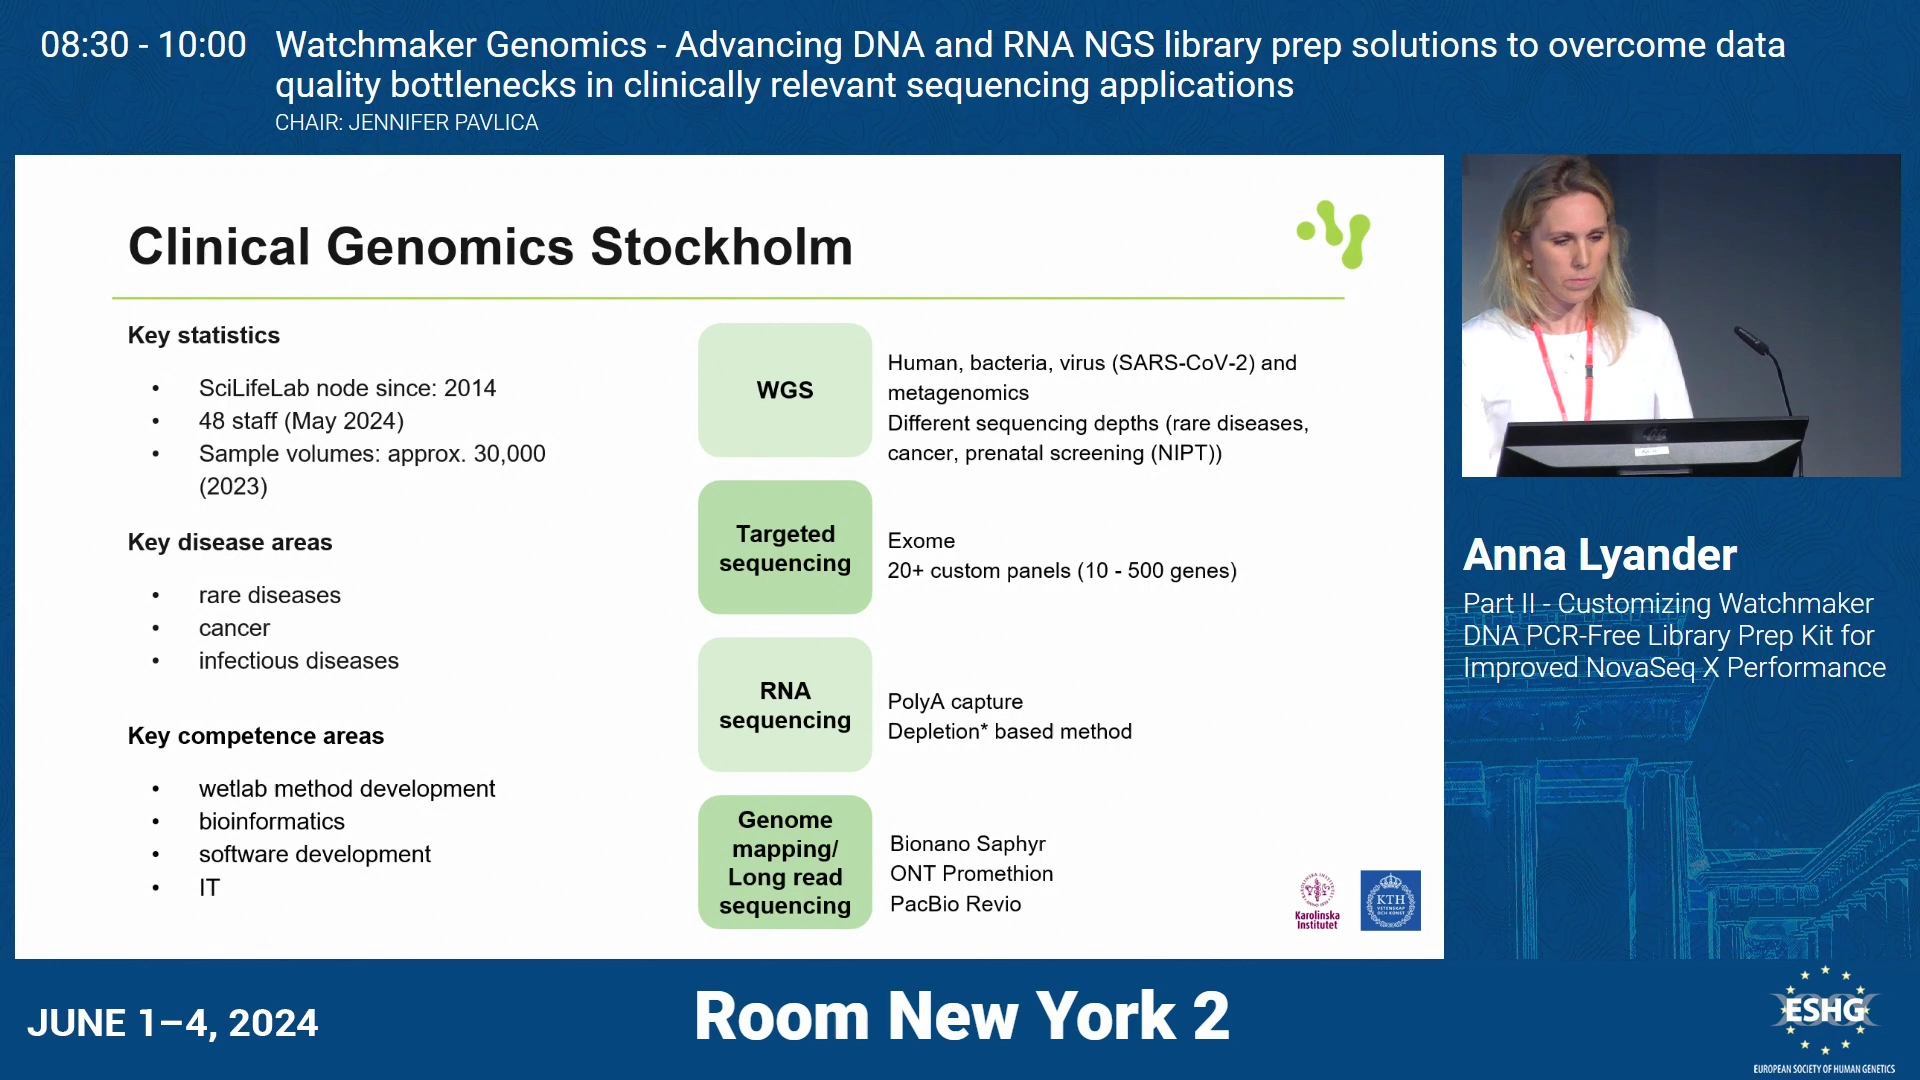 08:30 - 10:00
Watchmaker Genomics - Advancing DNA and RNA NGS library prep solutions to overcome data
quality bottlenecks in clinically relevant sequencing applications
CHAIR: JENNIFER PAVLICA
Clinical Genomics Stockholm
Key statistics
• SciLifeLab node since: 2014
• 48 staff (May 2024)
• Sample volumes: approx. 30,000
(2023)
Key disease areas
• rare diseases
• cancer
• infectious diseases
Key competence areas
• wetlab method development
• bioinformatics
• software development
• IT
WGS
Human, bacteria, virus (SARS-CoV-2) and
metagenomics
Different sequencing depths (rare diseases,
cancer, prenatal screening (NIPT))
Targeted
sequencing
Exome
20+ custom panels (10 - 500 genes)
RNA
sequencing
PolyA capture
Depletion* based method
Genome
mapping/
Long read
sequencing
Bionano Saphyr
ONT Promethion
PacBio Revio
Karolinska
Institutet
KTH
VETENSKAP
OCH KONST
Anna Lyander
Part II - Customizing Watchmaker
DNA PCR-Free Library Prep Kit for
Improved NovaSeq X Performance
JUNE 1–4, 2024
Room New York 2
ESHG
EUROPEAN SOCIETY OF HUMAN GENETICS